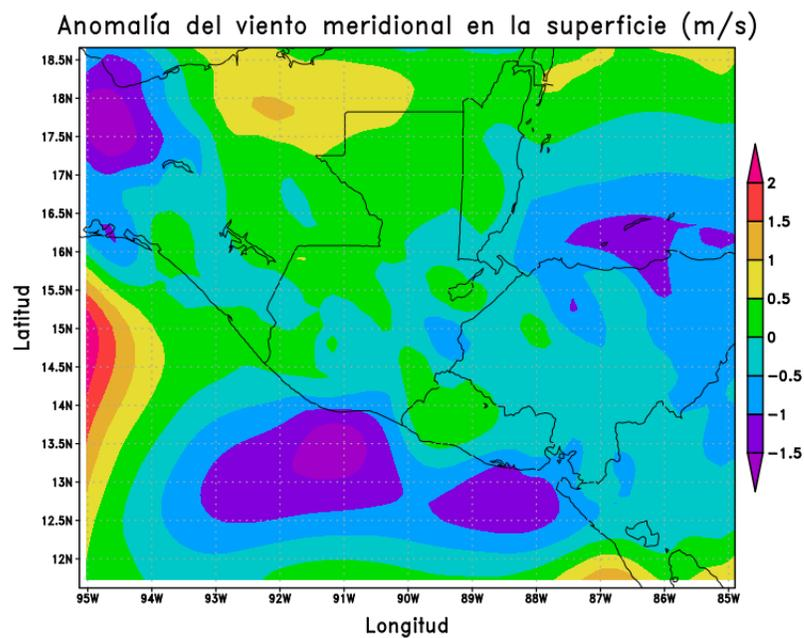 Anomalía del viento meridional en la superficie (m/s)
18.5N
18N
17.5N
17N
16.5N
16N
15.5N
15N
14.5N
14N
13.5N
13N
12.5N
12N
Latitud
95W 94W 93W 92W 91W 90W 89W 88W 87W 86W 85W
Longitud
2
1.5
1
0.5
0
−0.5
−1
−1.5